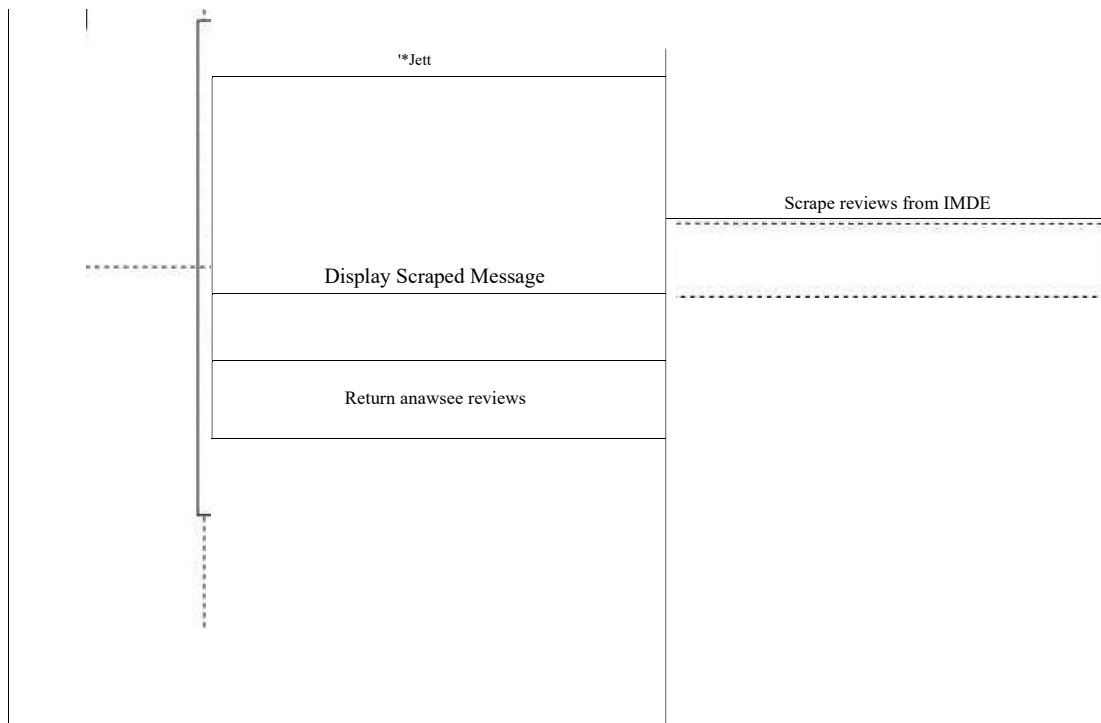 '*Jett
Scrape reviews from IMDE
Display Scraped Message
Return anawsee reviews